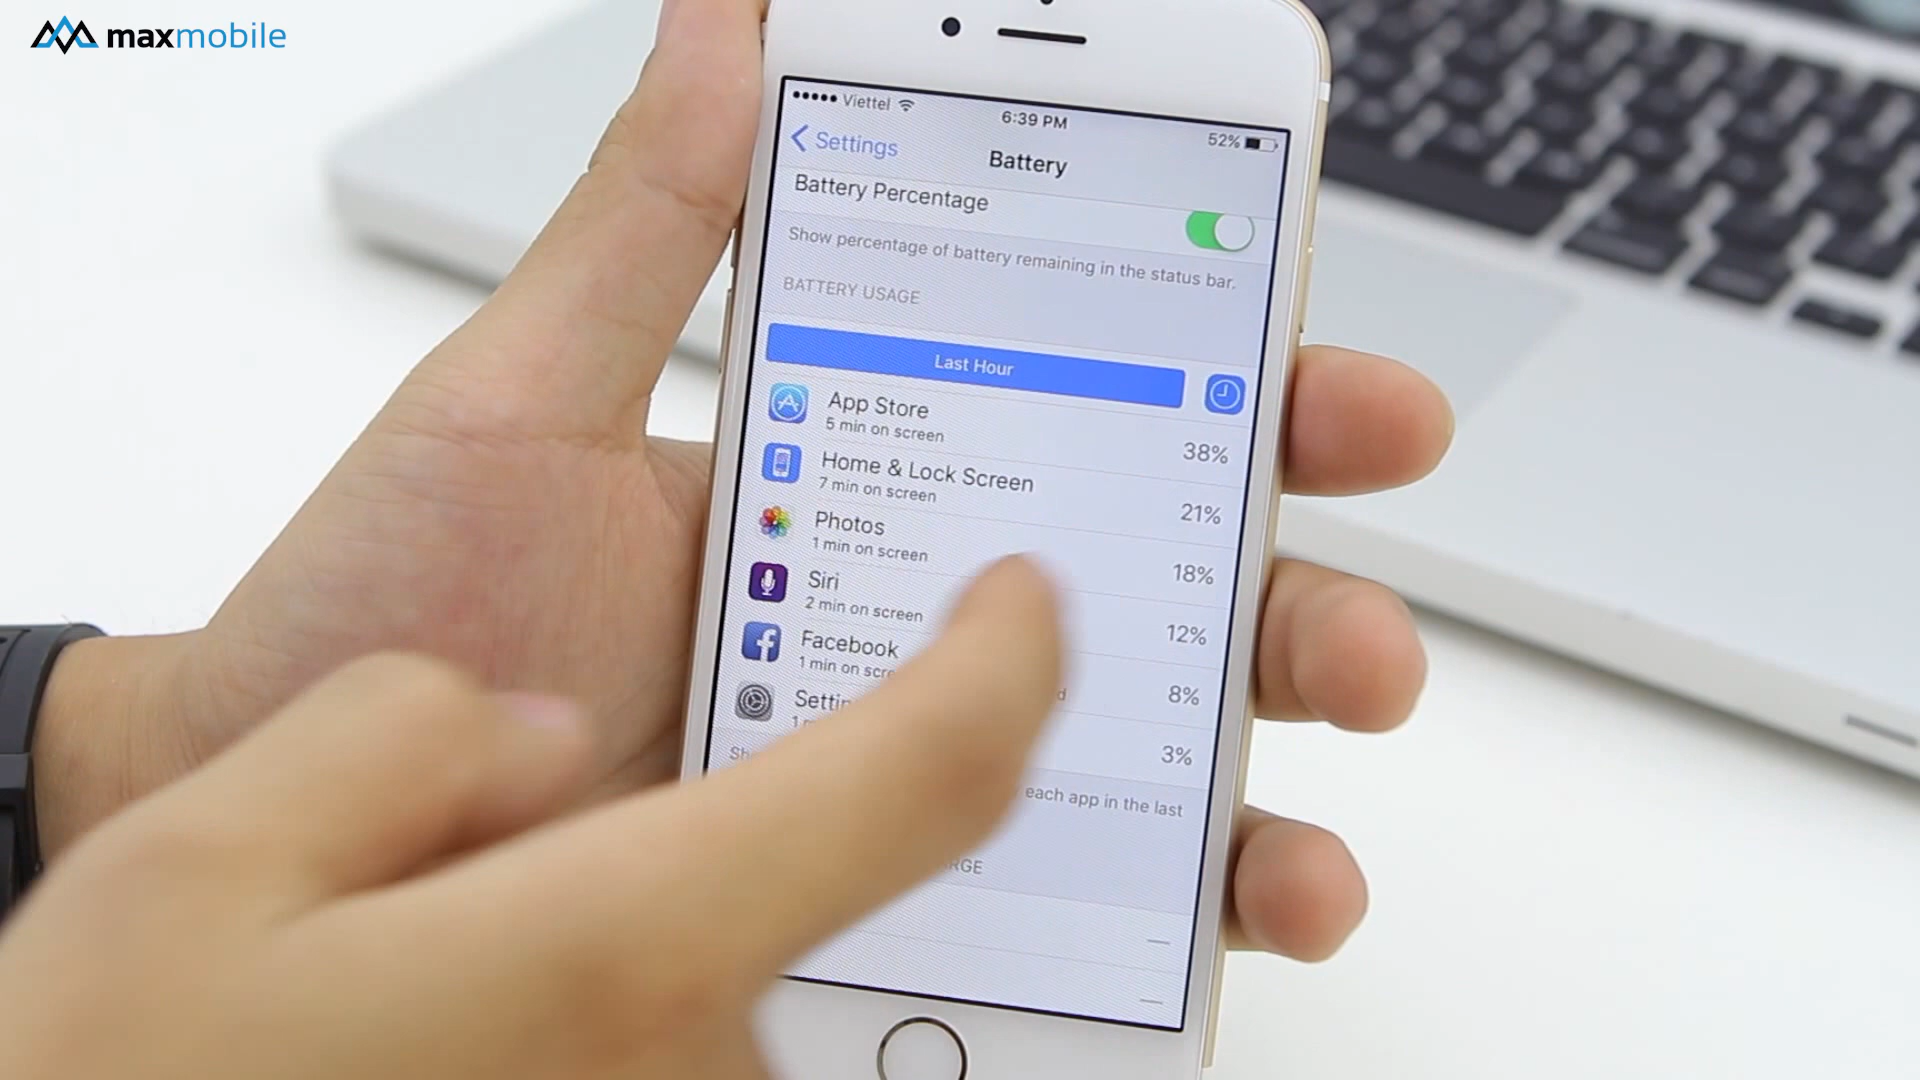 maxmobile
Viettel
6:39 PM
52%
Settings
Battery
Battery Percentage
Show percentage of battery remaining in the status bar.
BATTERY USAGE
Last Hour
App Store
5 min on screen
38%
Home & Lock Screen
7 min on screen
21%
Photos
1 min on screen
18%
Siri
2 min on screen
12%
Facebook
1 min on
8%
3%
each app in the last